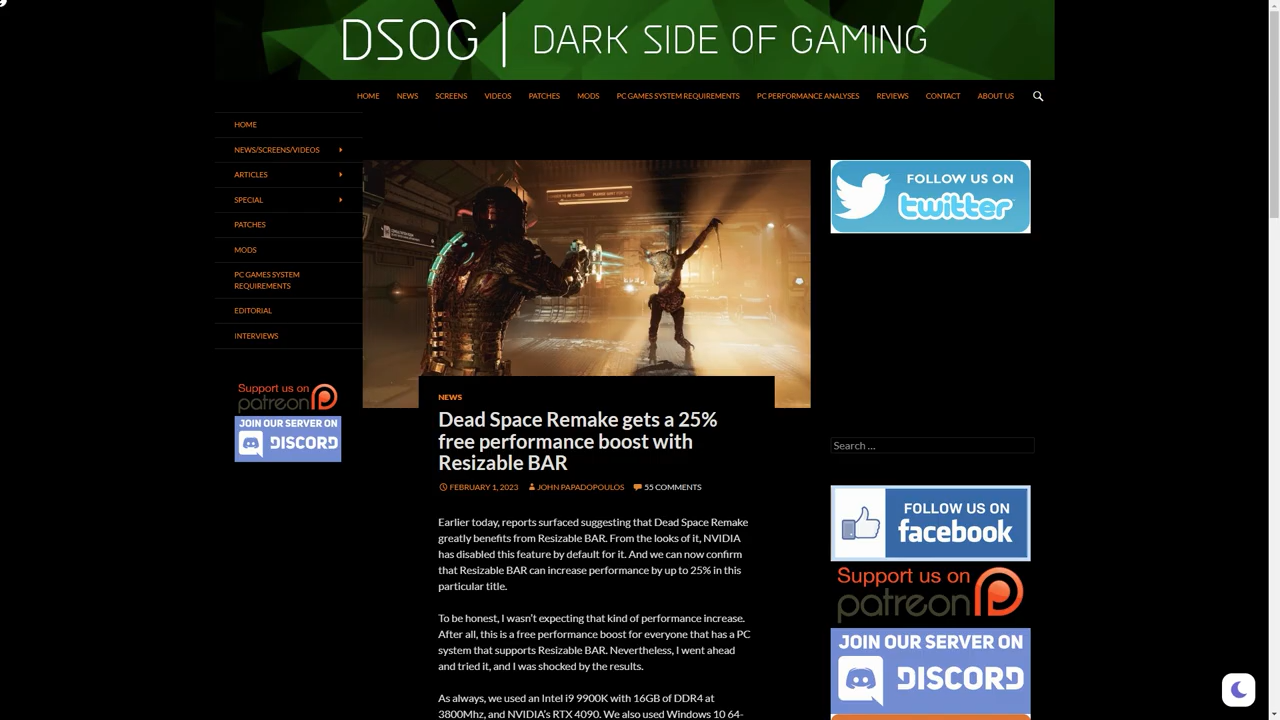 DSOG | DARK SIDE OF GAMING
HOME NEWS SCREENS VIDEOS PATCHES MODS PC GAMES SYSTEM REQUIREMENTS PC PERFORMANCE ANALYSES REVIEWS CONTACT ABOUT US
HOME
NEWS/SCREENS/VIDEOS
ARTICLES
SPECIAL
PATCHES
MODS
PC GAMES SYSTEM
REQUIREMENTS
EDITORIAL
INTERVIEWS
Support us on
patreon
JOIN OUR SERVER ON
DISCORD
NEWS
Dead Space Remake gets a 25%
free performance boost with
Resizable BAR
FEBRUARY 1, 2023 JOHN PAPADOPOULOS 55 COMMENTS
Earlier today, reports surfaced suggesting that Dead Space Remake
greatly benefits from Resizable BAR. From the looks of it, NVIDIA
has disabled this feature by default for it. And we can now confirm
that Resizable BAR can increase performance by up to 25% in this
particular title.
To be honest, I wasn't expecting that kind of performance increase.
After all, this is a free performance boost for everyone that has a PC
system that supports Resizable BAR. Nevertheless, I went ahead
and tried it, and I was shocked by the results.
As always, we used an Intel i9 9900K with 16GB of DDR4 at
3800Mhz, and NVIDIA's RTX 4090. We also used Windows 10 64-
FOLLOW US ON
twitter
Search …
FOLLOW US ON
facebook
Support us on
patreon
JOIN OUR SERVER ON
DISCORD